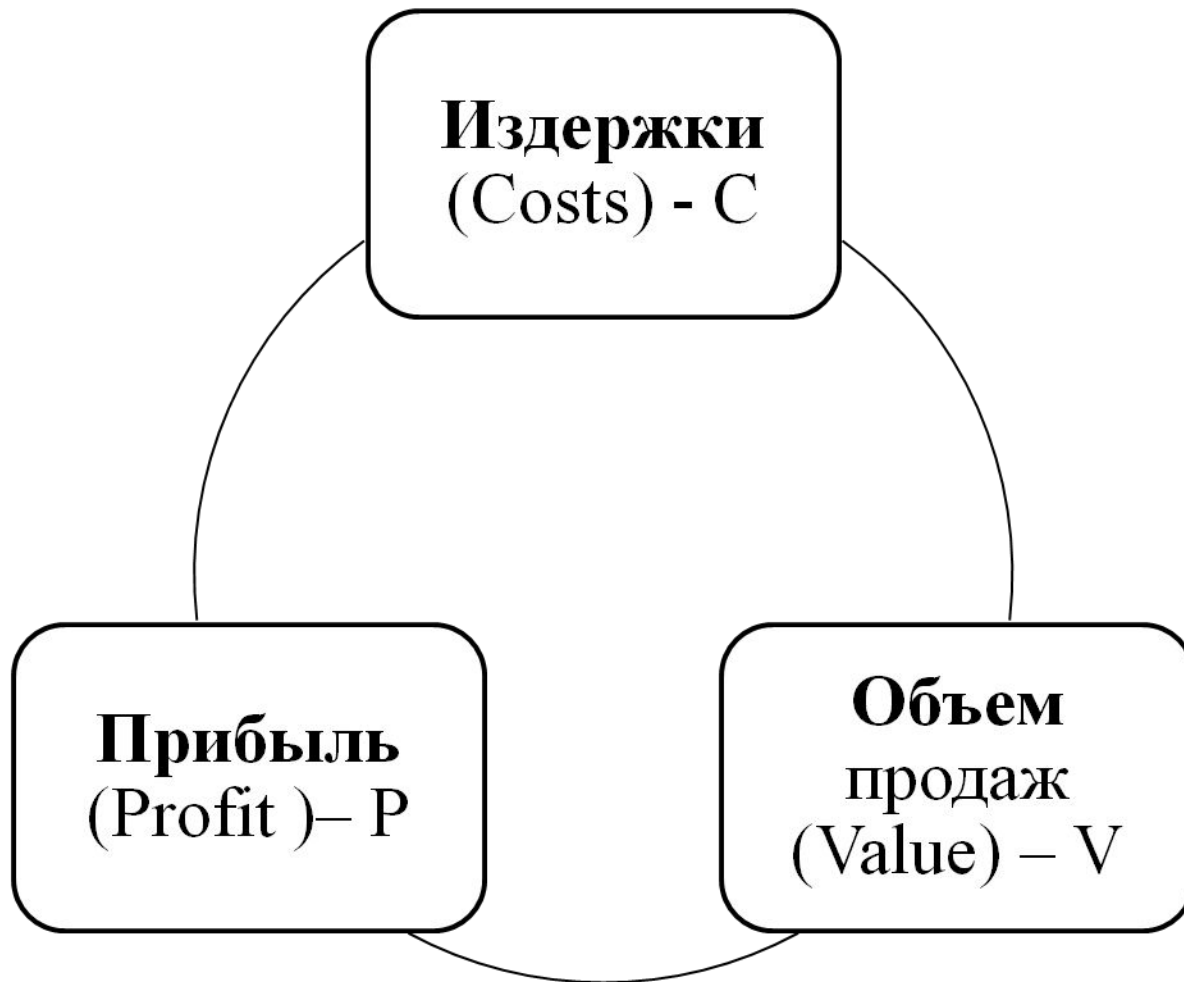 Издержки
(Costs) - C
Прибыль
(Profit )– P
Объем
продаж
(Value) – V